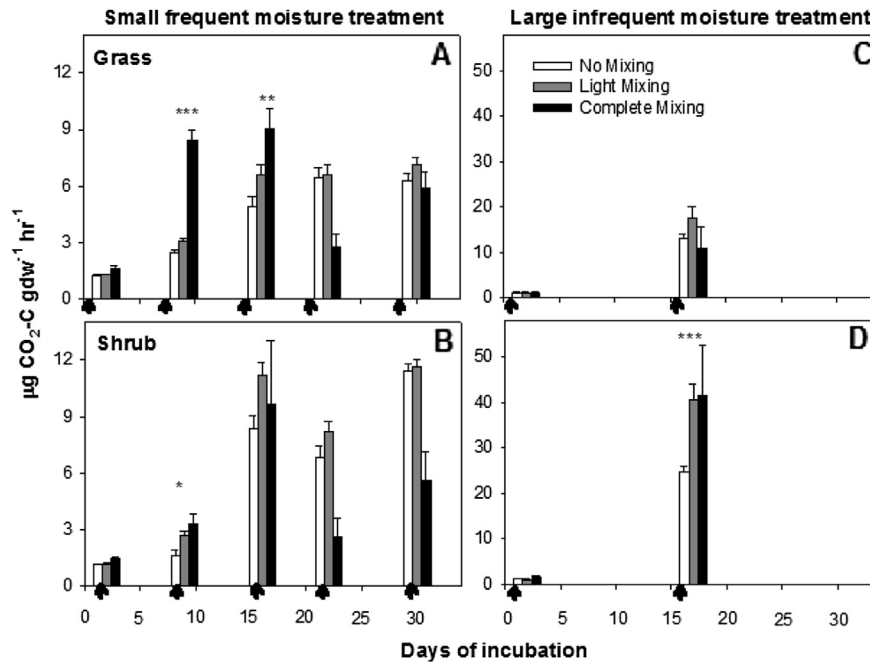 Small frequent moisture treatment
Large infrequent moisture treatment
Grass
A
C
No Mixing
Light Mixing
Complete Mixing
***
**
12
9
6
3
0
50
40
30
20
10
0
µg CO₂-C gdw⁻¹ hr⁻¹
Shrub
B
D
*
***
12
9
6
3
0
50
40
30
20
10
0
0 5 10 15 20 25 30
0 5 10 15 20 25 30
Days of incubation